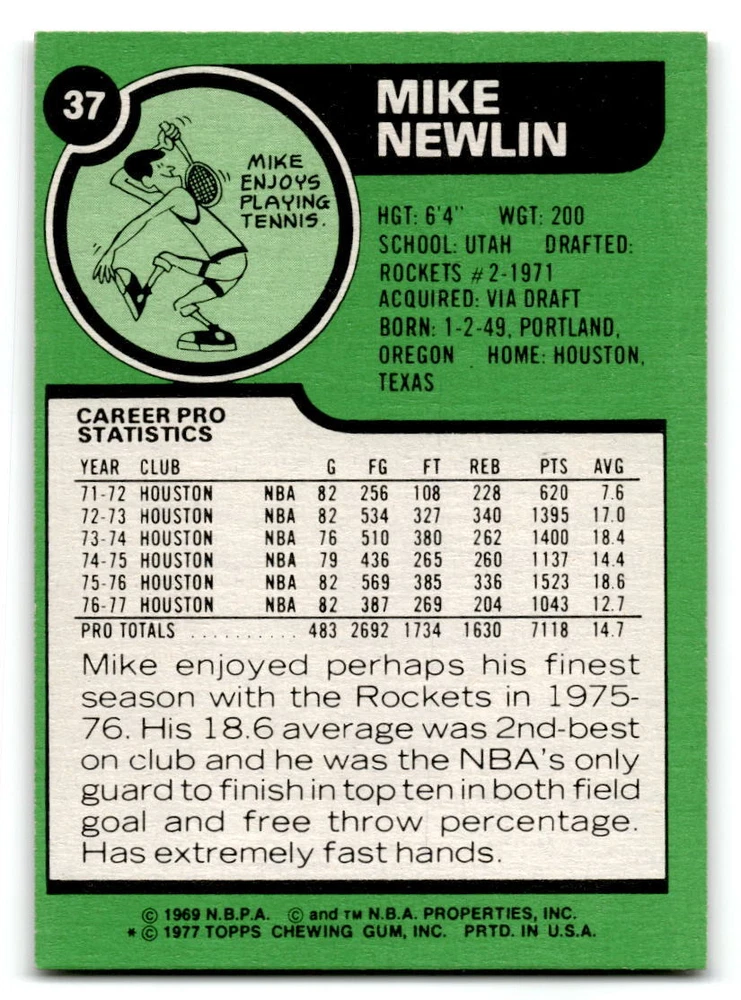 37
MIKE
NEWLIN
MIKE
ENJOYS
PLAYING
TENNIS.
HGT: 6'4" WGT: 200
SCHOOL: UTAH DRAFTED:
ROCKETS #2-1971
ACQUIRED: VIA DRAFT
BORN: 1-2-49, PORTLAND,
OREGON HOME: HOUSTON,
TEXAS
CAREER PRO
STATISTICS
YEAR CLUB G FG FT REB PTS AVG
71-72 HOUSTON NBA 82 256 108 228 620 7.6
72-73 HOUSTON NBA 82 534 327 340 1395 17.0
73-74 HOUSTON NBA 76 510 380 262 1400 18.4
74-75 HOUSTON NBA 79 436 265 260 1137 14.4
75-76 HOUSTON NBA 82 569 385 336 1523 18.6
76-77 HOUSTON NBA 82 387 269 204 1043 12.7
PRO TOTALS .......... 483 2692 1734 1630 7118 14.7
Mike enjoyed perhaps his finest
season with the Rockets in 1975-
76. His 18.6 average was 2nd-best
on club and he was the NBA's only
guard to finish in top ten in both field
goal and free throw percentage.
Has extremely fast hands.
© 1969 N.B.P.A. © and TM N.B.A. PROPERTIES, INC.
* © 1977 TOPPS CHEWING GUM, INC. PRTD. IN U.S.A.